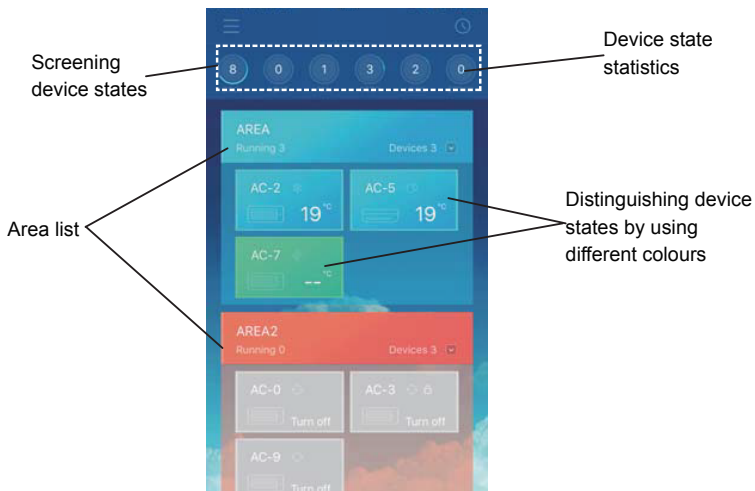 Screening
device states
8 0 1 3 2 0
Device state
statistics
AREA
Running 3 Devices 3
AC-2 AC-5
19°C 19°C
AC-7
--°C
Area list
Distinguishing device
states by using
different colours
AREA2
Running 0 Devices 3
AC-0 AC-3
Turn off Turn off
AC-9
Turn off